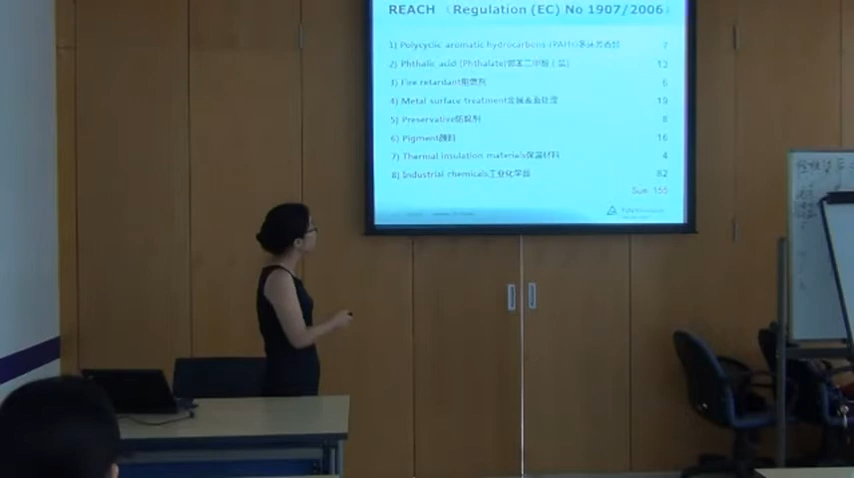 REACH （Regulation (EC) No 1907/2006）
1) Polycyclic aromatic hydrocarbons (PAHs)多环芳香烃 7
2) Phthalic acid (Phthalate)邻苯二甲酸（盐） 13
3) Fire retardant阻燃剂 6
4) Metal surface treatment金属表面处理 19
5) Preservative防腐剂 8
6) Pigment颜料 16
7) Thermal insulation materials保温材料 4
8) Industrial chemicals工业化学品 82
Sum: 155